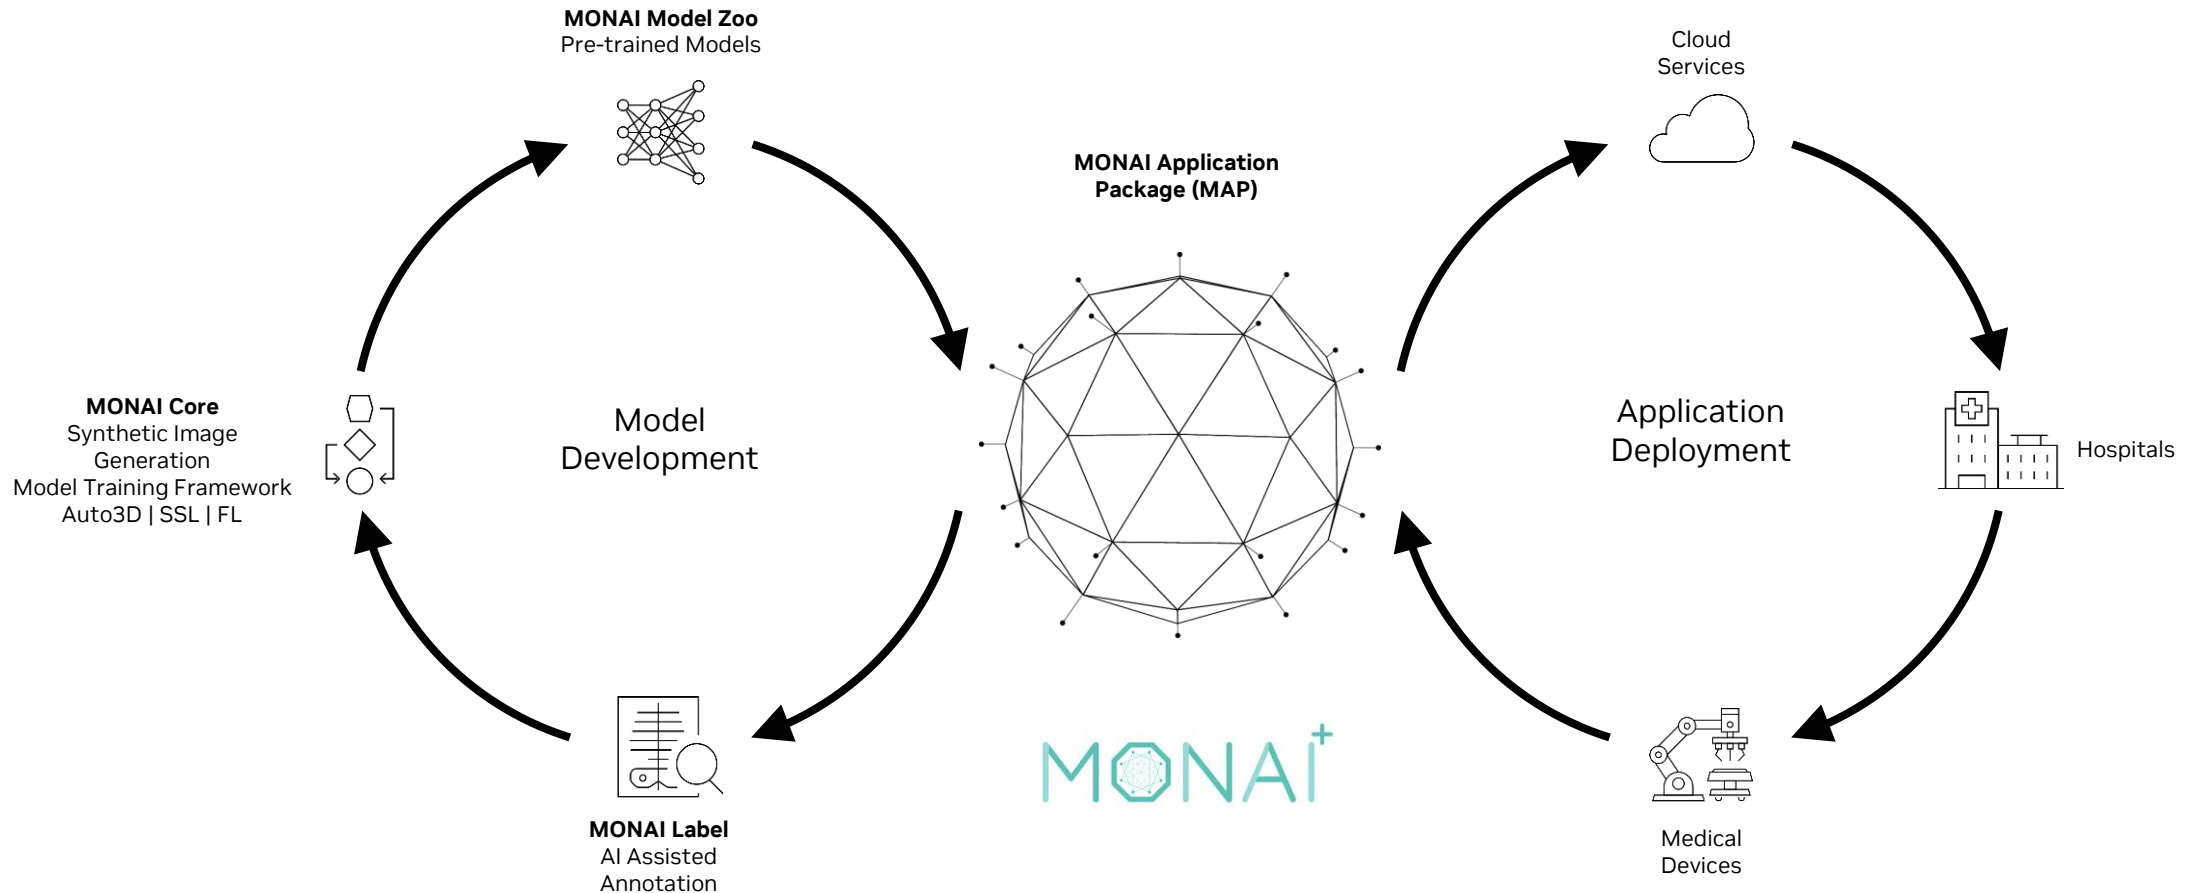 MONAI Model Zoo
Pre-trained Models
Cloud
Services
MONAI Application
Package (MAP)
MONAI Core
Synthetic Image
Generation
Model Training Framework
Auto3D | SSL | FL
Model
Development
Application
Deployment
Hospitals
MONAI+
MONAI Label
AI Assisted
Annotation
Medical
Devices